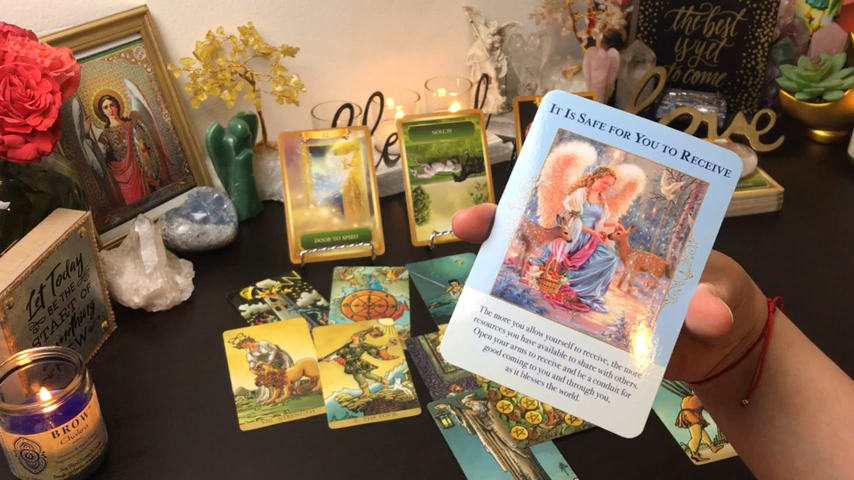 the best
is yet
to come
love
IT IS SAFE FOR YOU TO RECEIVE
The more you allow yourself to receive, the more
resources you have available to share with others.
Open your arms to receive and be a conduit for
good coming to you and through you,
as it blesses the world.
DOOR TO SPIRIT
Let Today
BE THE
START OF
BROW
Chakra
THE FOOL